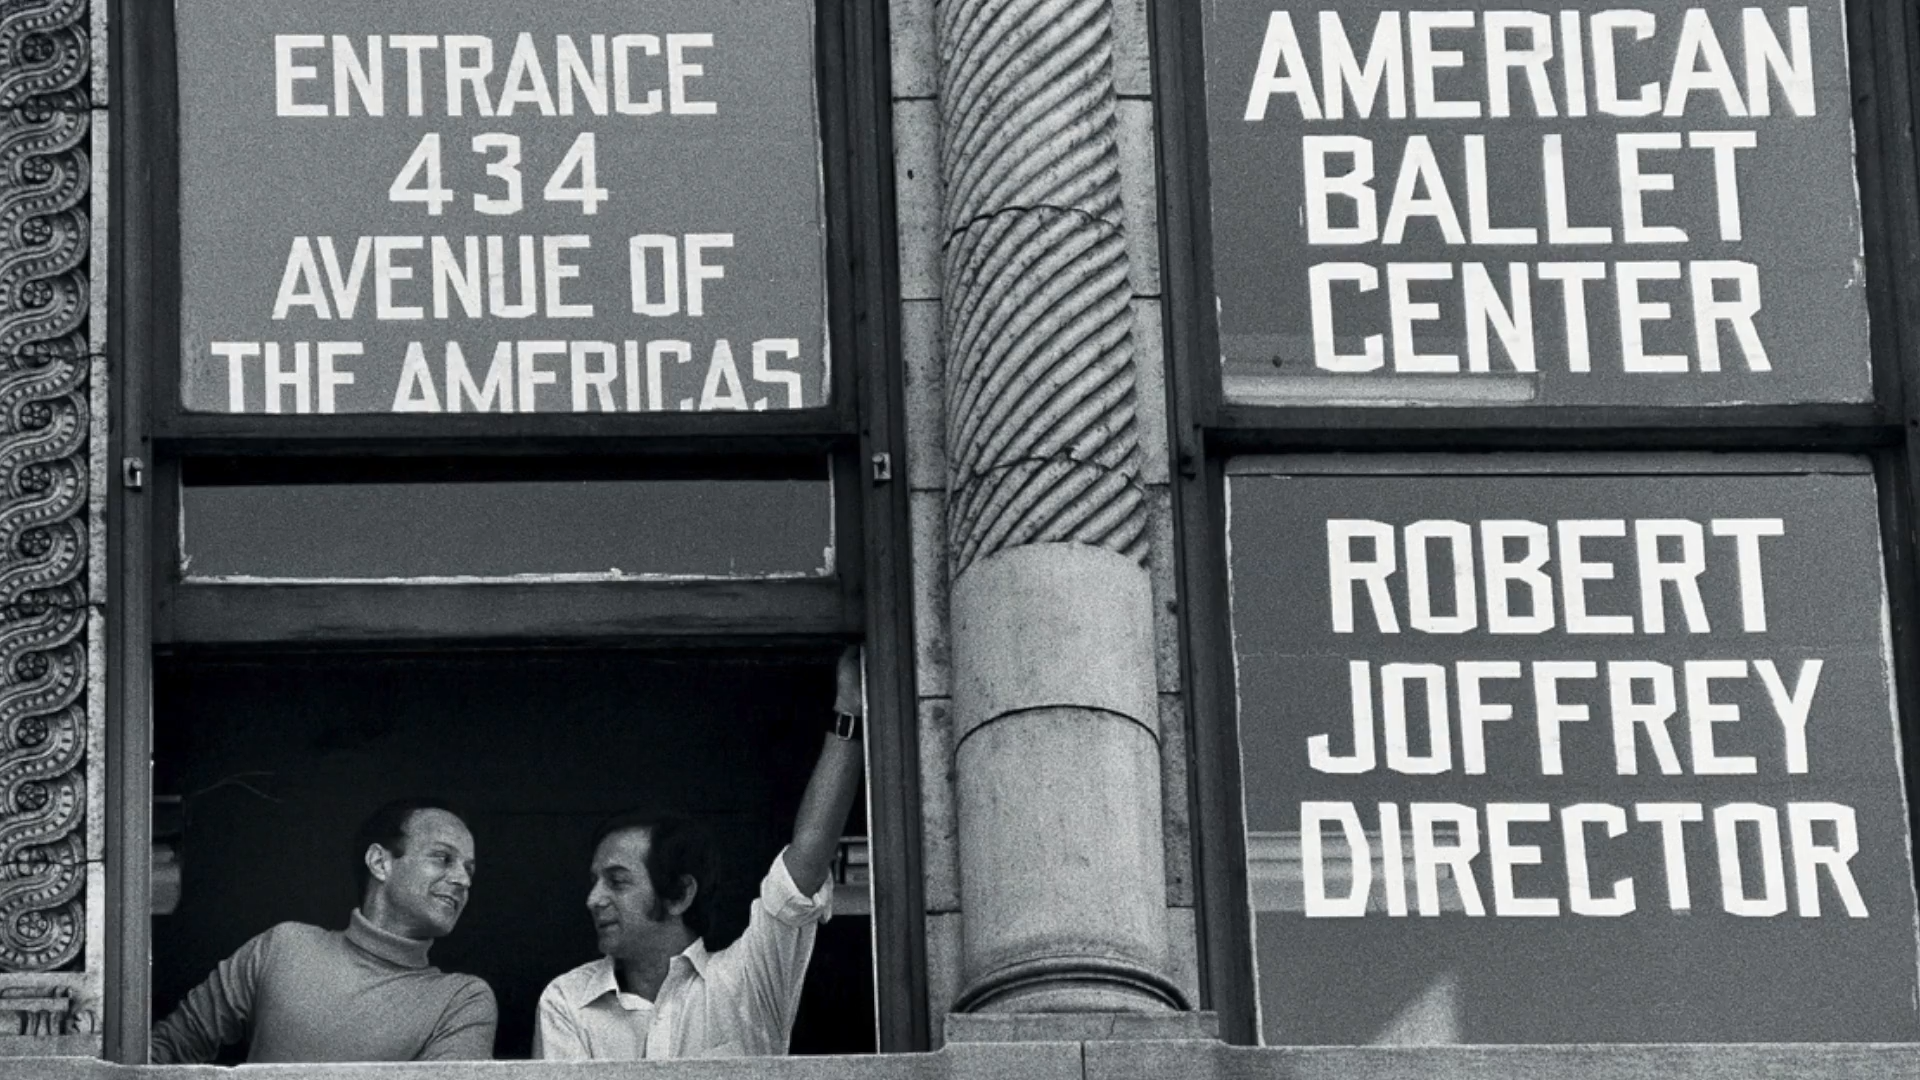 ENTRANCE
434
AVENUE OF
THE AMERICAS
AMERICAN
BALLET
CENTER
ROBERT
JOFFREY
DIRECTOR